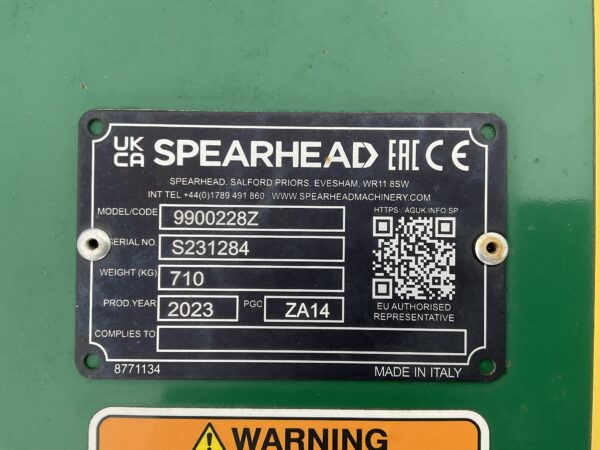 UK CA SPEARHEAD EAC CE
SPEARHEAD, SALFORD PRIORS, EVESHAM, WR11 8SW
INT TEL +44(0)1789 491 860 WWW.SPEARHEADMACHINERY.COM
MODEL/CODE 9900228Z
HTTPS://AGUK.INFO.SP
SERIAL NO. S231284
WEIGHT (KG) 710
PROD.YEAR 2023 PGC ZA14
EU AUTHORISED
REPRESENTATIVE
COMPLIES TO
8771134 MADE IN ITALY
WARNING